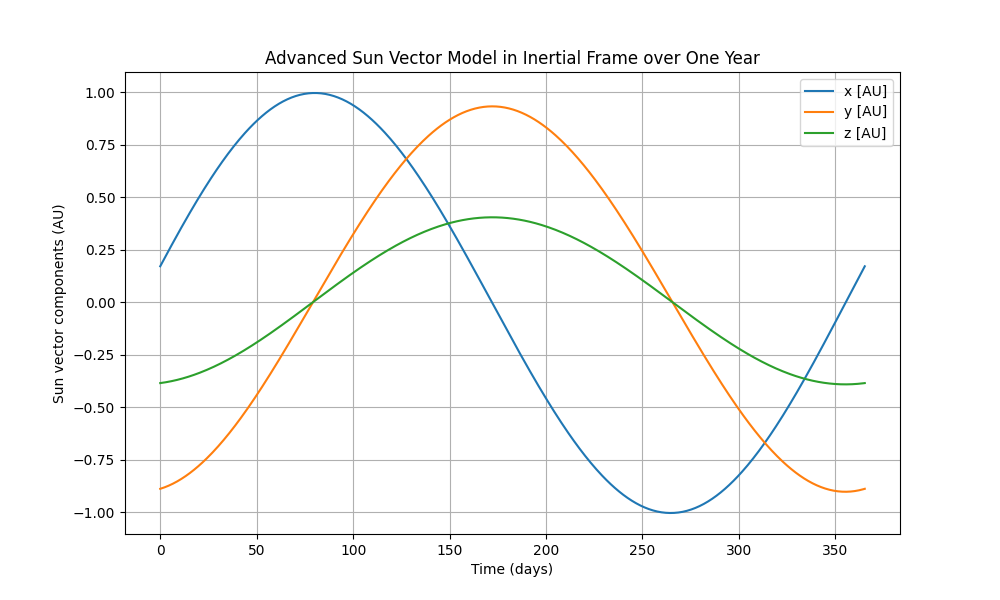 Advanced Sun Vector Model in Inertial Frame over One Year
x [AU]
y [AU]
z [AU]
Sun vector components (AU)
1.00
0.75
0.50
0.25
0.00
−0.25
−0.50
−0.75
−1.00
0 50 100 150 200 250 300 350
Time (days)